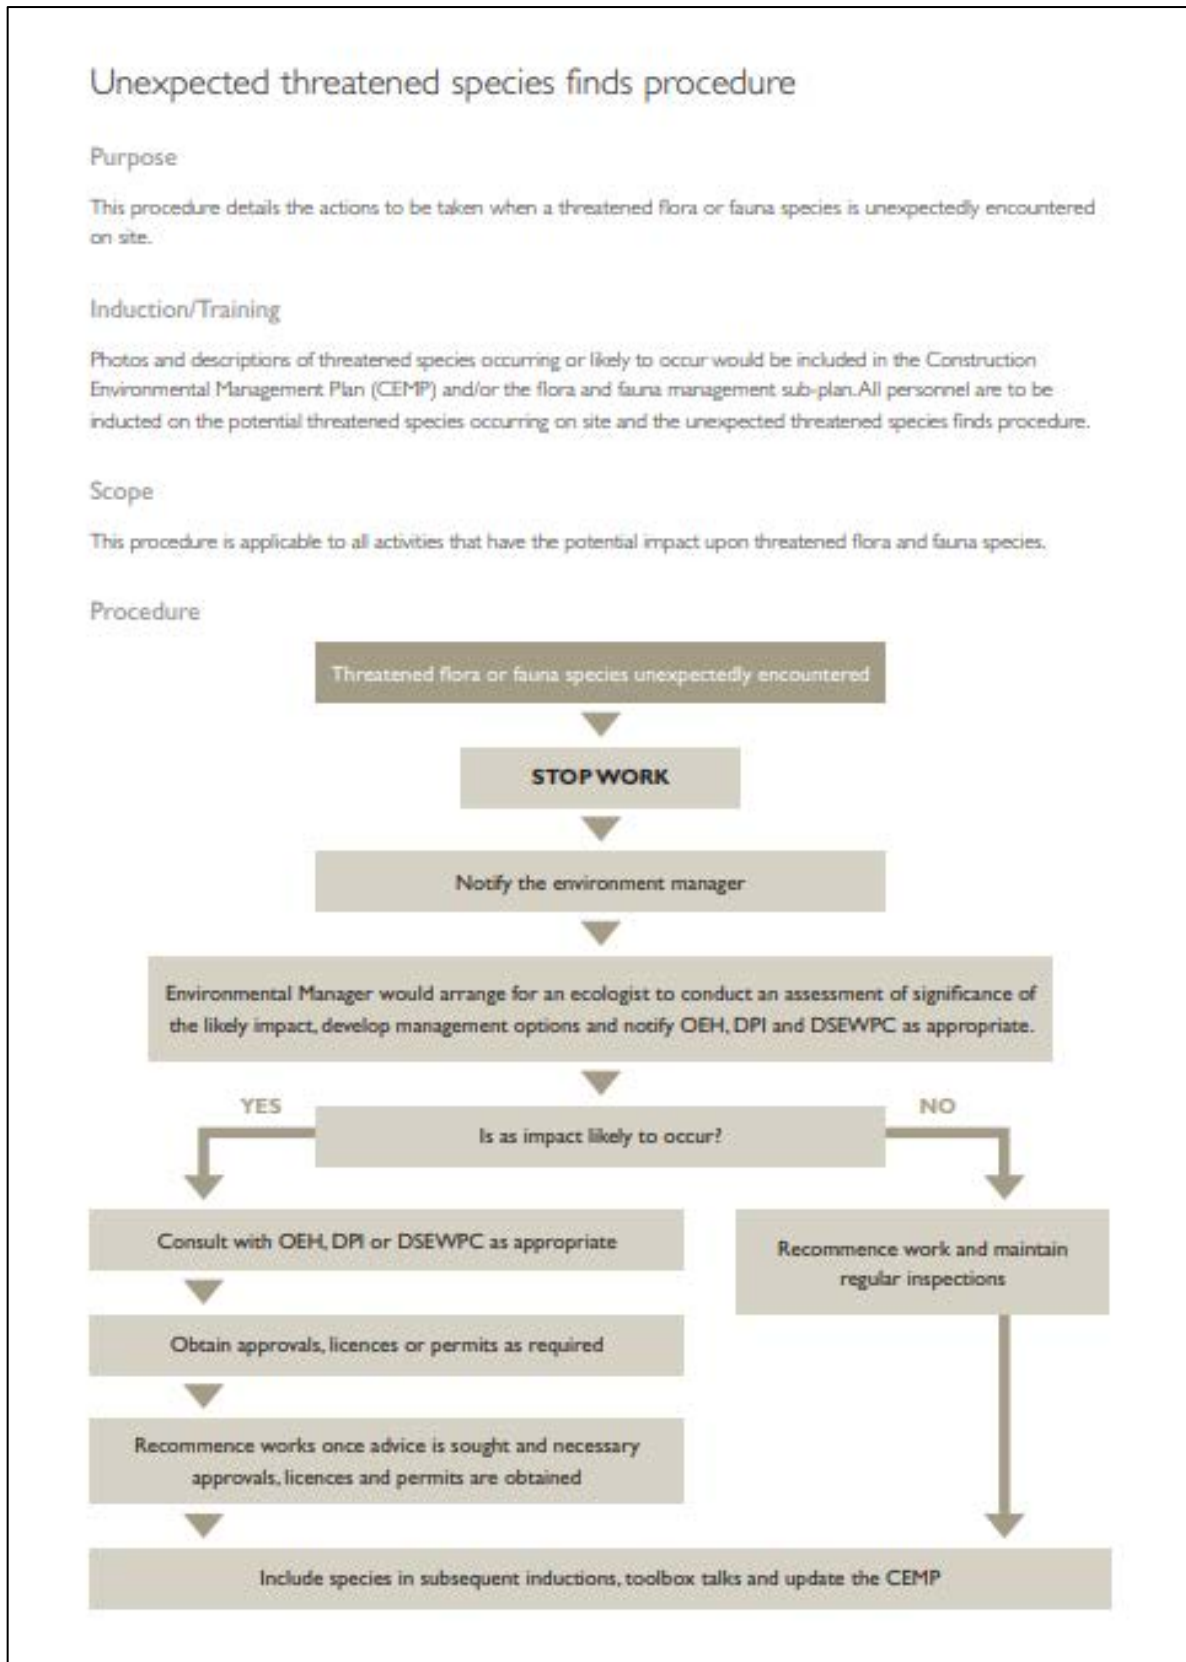 Unexpected threatened species finds procedure
Purpose
This procedure details the actions to be taken when a threatened flora or fauna species is unexpectedly encountered
on site.
Induction/Training
Photos and descriptions of threatened species occurring or likely to occur would be included in the Construction
Environmental Management Plan (CEMP) and/or the flora and fauna management sub-plan. All personnel are to be
inducted on the potential threatened species occurring on site and the unexpected threatened species finds procedure.
Scope
This procedure is applicable to all activities that have the potential impact upon threatened flora and fauna species.
Procedure
Threatened flora or fauna species unexpectedly encountered
STOP WORK
Notify the environment manager
Environmental Manager would arrange for an ecologist to conduct an assessment of significance of
the likely impact, develop management options and notify OEH, DPI and DSEWPC as appropriate.
YES
NO
Is as impact likely to occur?
Consult with OEH, DPI or DSEWPC as appropriate
Recommence work and maintain
regular inspections
Obtain approvals, licences or permits as required
Recommence works once advice is sought and necessary
approvals, licences and permits are obtained
Include species in subsequent inductions, toolbox talks and update the CEMP